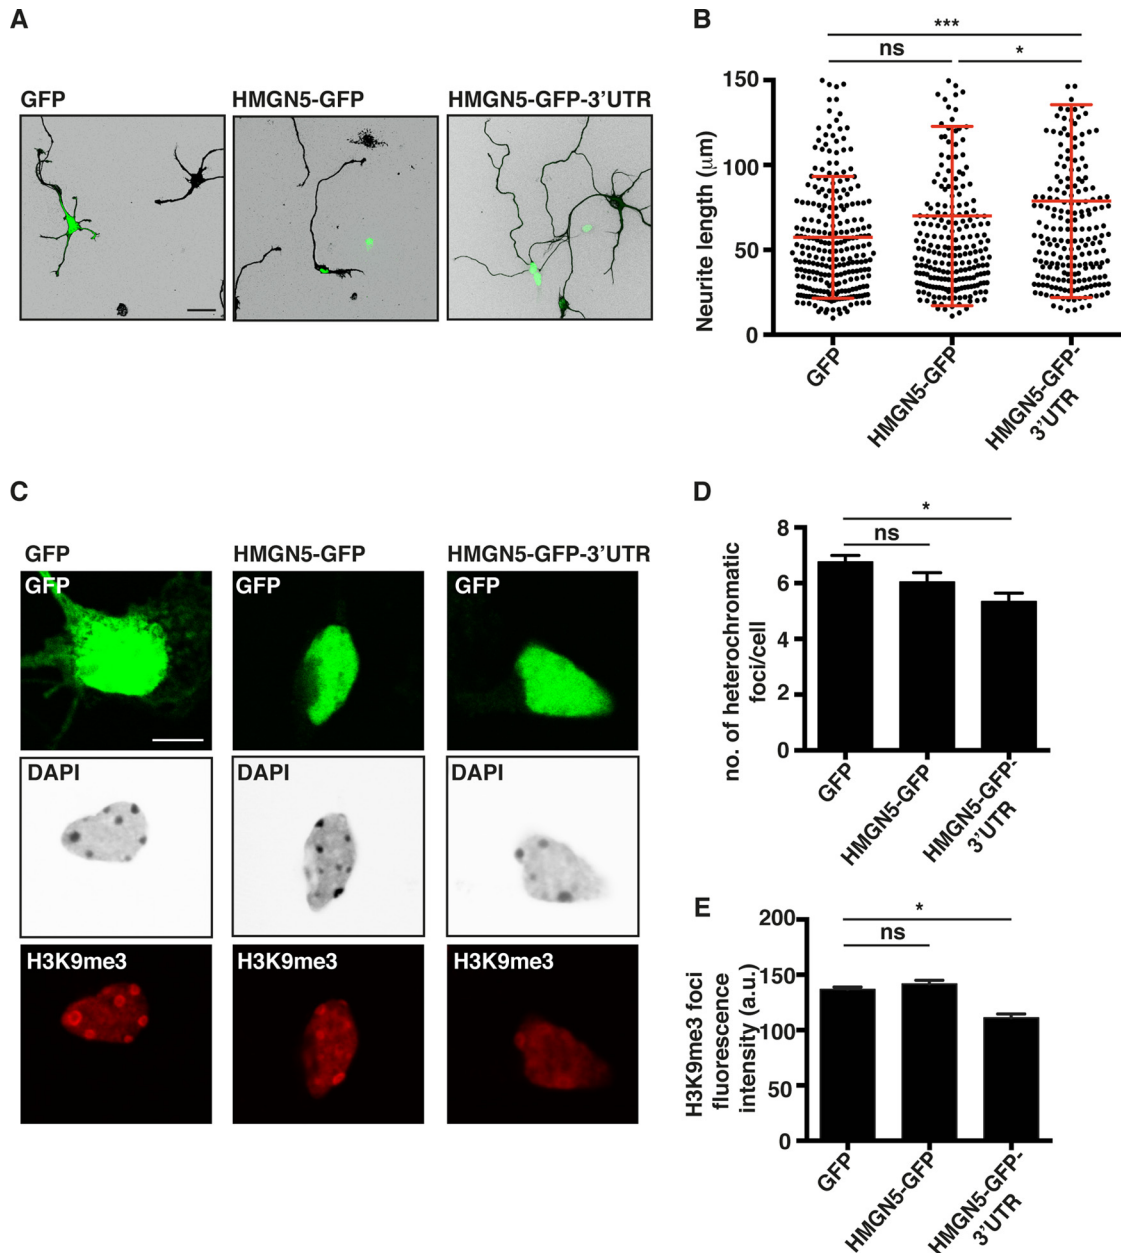 A
GFP
HMGN5-GFP
HMGN5-GFP-3'UTR
B
***
ns
*
150
100
50
0
Neurite length (μm)
GFP
HMGN5-GFP
HMGN5-GFP-
3'UTR
C
GFP
HMGN5-GFP
HMGN5-GFP-3'UTR
GFP
GFP
GFP
DAPI
DAPI
DAPI
H3K9me3
H3K9me3
H3K9me3
D
*
ns
8
6
4
2
0
no. of heterochromatic
foci/cell
GFP
HMGN5-GFP
HMGN5-GFP-
3'UTR
E
*
ns
200
150
100
50
0
H3K9me3 foci
fluorescence
intensity (a.u.)
GFP
HMGN5-GFP
HMGN5-GFP-
3'UTR